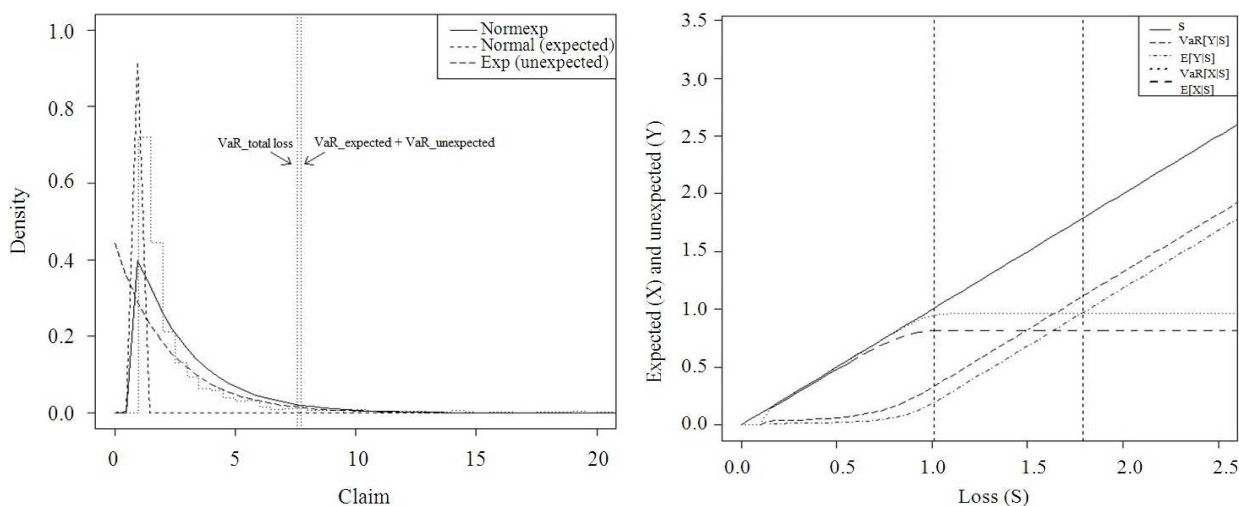 Normexp
Normal (expected)
Exp (unexpected)
VaR_total loss
VaR_expected + VaR_unexpected
1.0
0.8
0.6
0.4
0.2
0.0
Density
0
5
10
15
20
Claim
S
VaR[Y|S]
E[Y|S]
VaR[X|S]
E[X|S]
3.5
3.0
2.5
2.0
1.5
1.0
0.5
0.0
Expected (X) and unexpected (Y)
0.0
0.5
1.0
1.5
2.0
2.5
Loss (S)